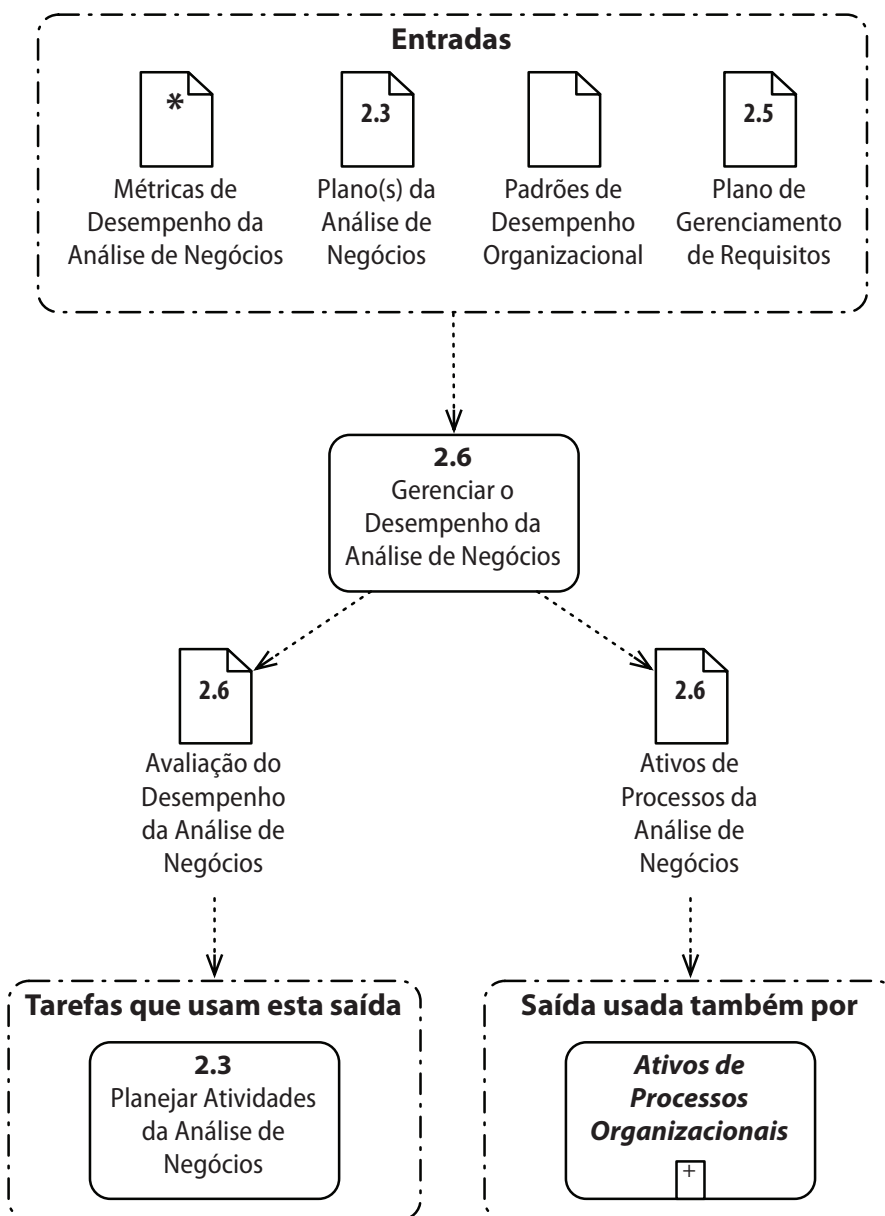 Entradas
*
Métricas de
Desempenho da
Análise de Negócios
2.3
Plano(s) da
Análise de
Negócios
Padrões de
Desempenho
Organizacional
2.5
Plano de
Gerenciamento
de Requisitos
2.6
Gerenciar o
Desempenho da
Análise de Negócios
2.6
Avaliação do
Desempenho
da Análise de
Negócios
2.6
Ativos de
Processos da
Análise de
Negócios
Tarefas que usam esta saída
2.3
Planejar Atividades
da Análise de
Negócios
Saída usada também por
Ativos de
Processos
Organizacionais
+